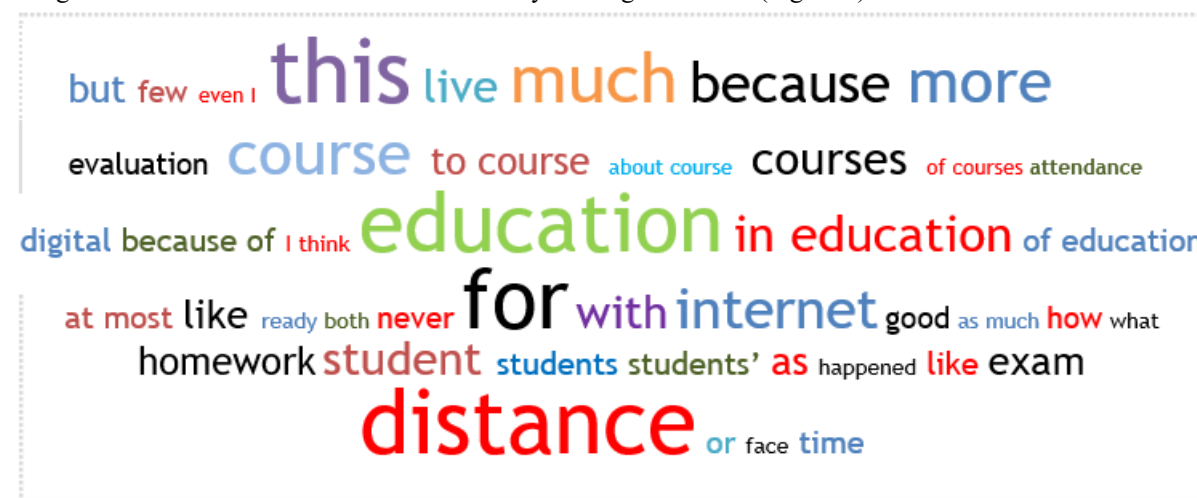 but few even I this live much because more
evaluation course to course about course courses of courses attendance
digital because of I think education in education of education
at most like ready both never for with internet good as much how what
homework student students students’ as happened like exam
distance or face time